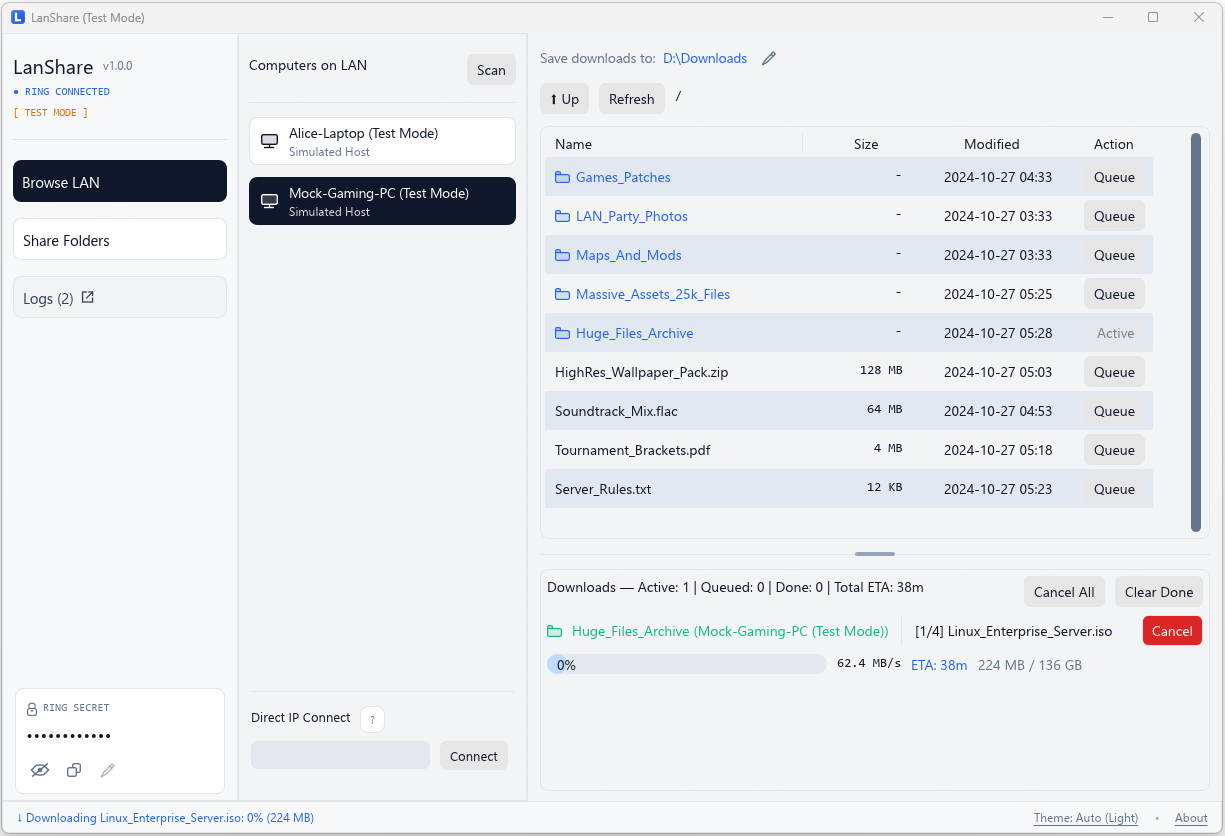 LanShare (Test Mode)
LanShare v1.0.0
• RING CONNECTED
[ TEST MODE ]
Browse LAN
Share Folders
Logs (2)
RING SECRET
••••••••••••
Computers on LAN
Scan
Alice-Laptop (Test Mode)
Simulated Host
Mock-Gaming-PC (Test Mode)
Simulated Host
Direct IP Connect ?
Connect
Save downloads to: D:\Downloads
↑ Up Refresh /
Name Size Modified Action
Games_Patches - 2024-10-27 04:33 Queue
LAN_Party_Photos - 2024-10-27 03:33 Queue
Maps_And_Mods - 2024-10-27 03:33 Queue
Massive_Assets_25k_Files - 2024-10-27 05:25 Queue
Huge_Files_Archive - 2024-10-27 05:28 Active
HighRes_Wallpaper_Pack.zip 128 MB 2024-10-27 05:03 Queue
Soundtrack_Mix.flac 64 MB 2024-10-27 04:53 Queue
Tournament_Brackets.pdf 4 MB 2024-10-27 05:18 Queue
Server_Rules.txt 12 KB 2024-10-27 05:23 Queue
Downloads — Active: 1 | Queued: 0 | Done: 0 | Total ETA: 38m Cancel All Clear Done
Huge_Files_Archive (Mock-Gaming-PC (Test Mode)) [1/4] Linux_Enterprise_Server.iso Cancel
0% 62.4 MB/s ETA: 38m 224 MB / 136 GB
↓ Downloading Linux_Enterprise_Server.iso: 0% (224 MB) Theme: Auto (Light) • About